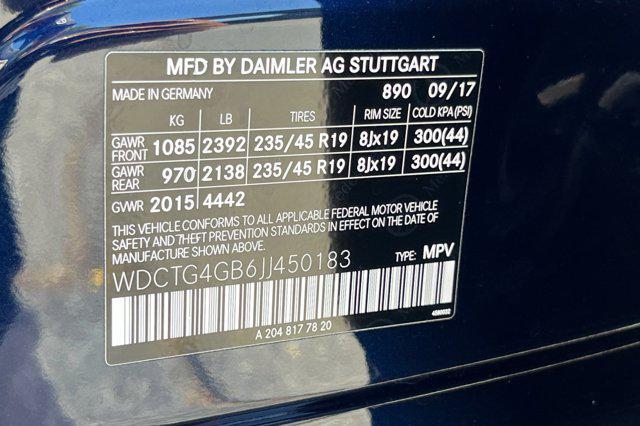 MFD BY DAIMLER AG STUTTGART
MADE IN GERMANY 890 09/17
KG LB TIRES RIM SIZE COLD KPA (PSI)
GAWR FRONT 1085 2392 235/45 R19 8Jx19 300(44)
GAWR REAR 970 2138 235/45 R19 8Jx19 300(44)
GWR 2015 4442
THIS VEHICLE CONFORMS TO ALL APPLICABLE FEDERAL MOTOR VEHICLE
SAFETY AND THEFT PREVENTION STANDARDS IN EFFECT ON THE DATE OF
MANUFACTURE SHOWN ABOVE.
WDCTG4GB6JJ450183 TYPE: MPV
A 204 817 78 20